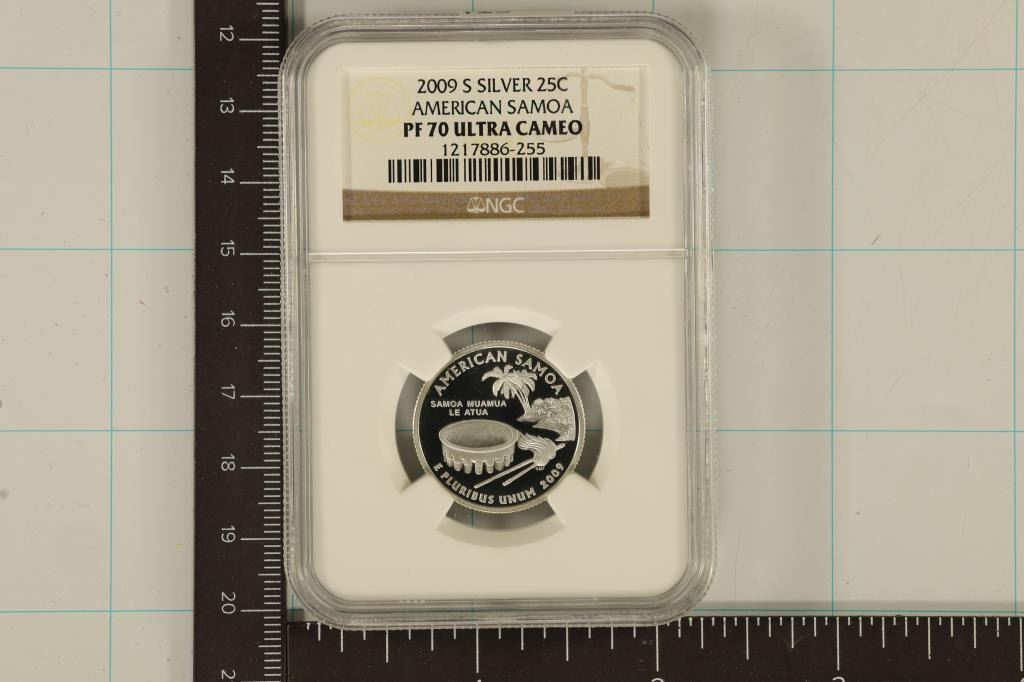 2009 S SILVER 25C
AMERICAN SAMOA
PF 70 ULTRA CAMEO
1217886-255
NGC
AMERICAN SAMOA
SAMOA MUAMUA
LE ATUA
E PLURIBUS UNUM 2009
12
13
14
15
16
17
18
19
20